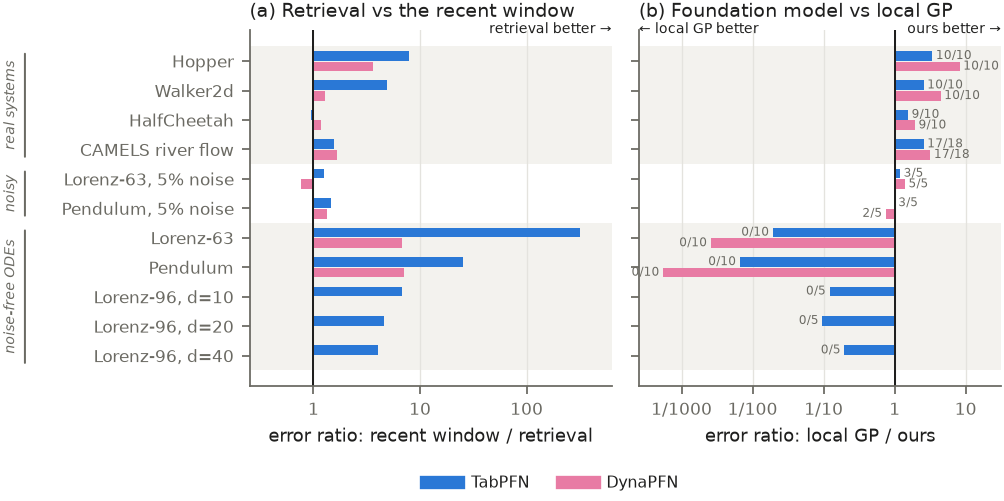 (a) Retrieval vs the recent window
(b) Foundation model vs local GP
retrieval better →
← local GP better
ours better →
real systems
noisy
noise-free ODEs
Hopper
Walker2d
HalfCheetah
CAMELS river flow
Lorenz-63, 5% noise
Pendulum, 5% noise
Lorenz-63
Pendulum
Lorenz-96, d=10
Lorenz-96, d=20
Lorenz-96, d=40
10/10
10/10
10/10
10/10
9/10
9/10
17/18
17/18
3/5
5/5
3/5
2/5
0/10
0/10
0/10
0/10
0/5
0/5
0/5
1 10 100
1/1000 1/100 1/10 1 10
error ratio: recent window / retrieval
error ratio: local GP / ours
TabPFN DynaPFN